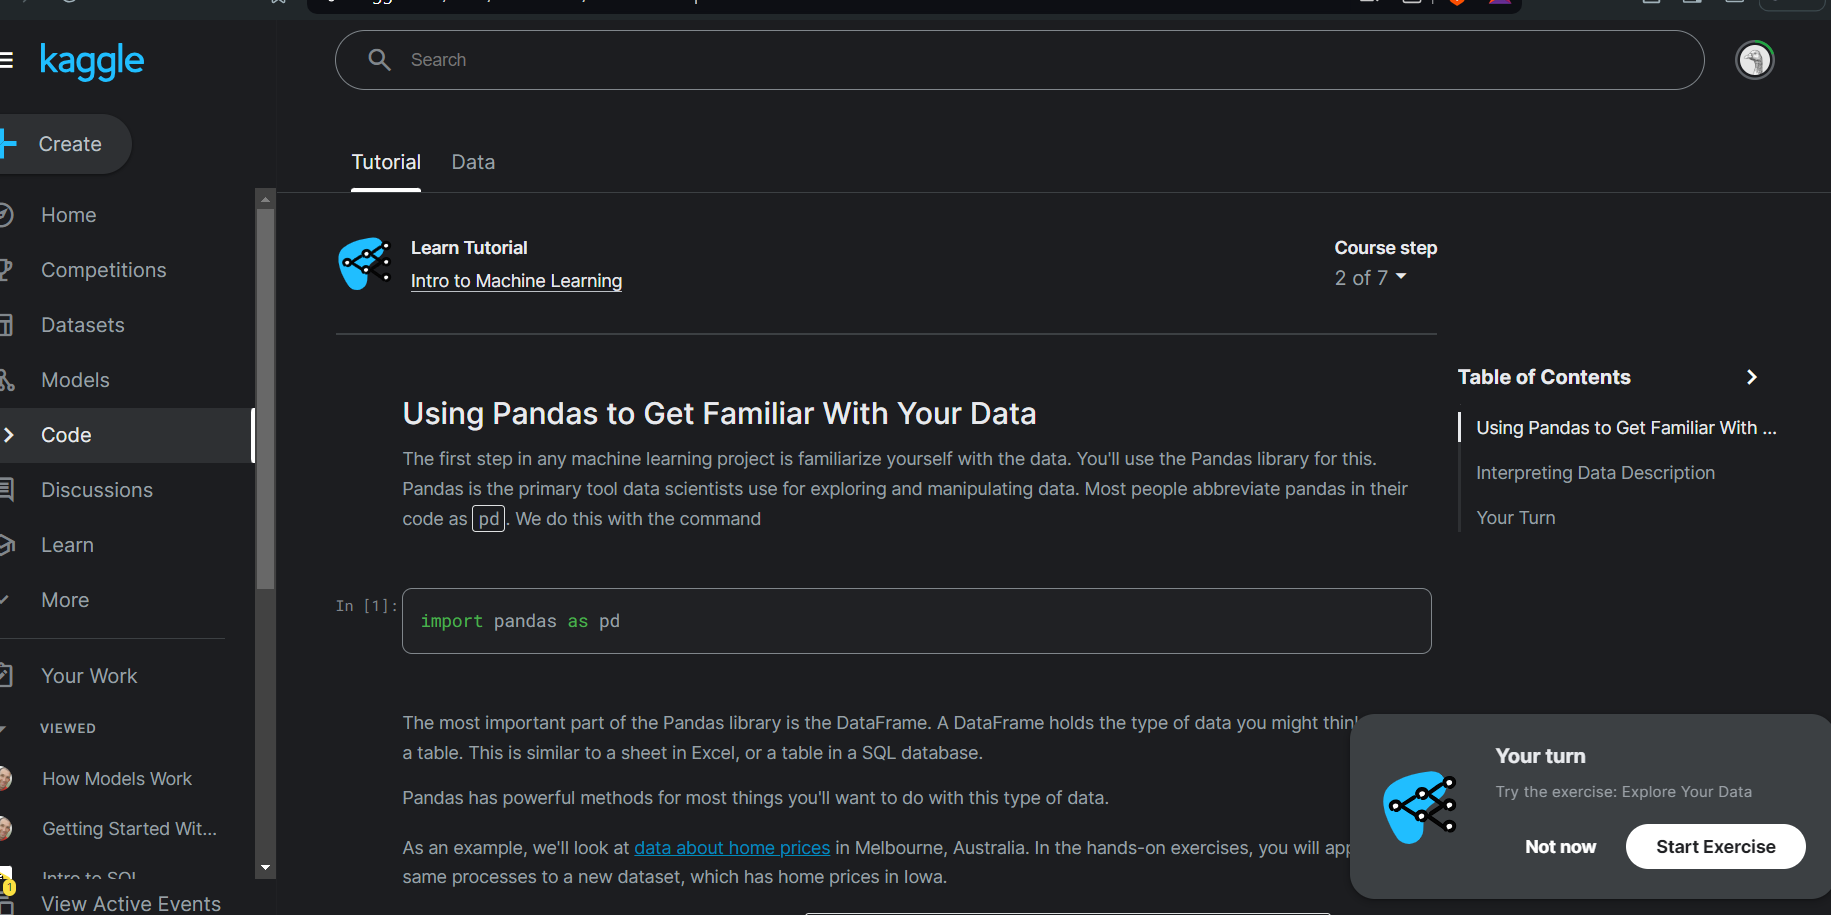 kaggle
Search
Create
Tutorial Data
Home
Competitions
Datasets
Models
Code
Discussions
Learn
More
Your Work
VIEWED
How Models Work
Getting Started Wit...
Intro to SQL
1
View Active Events
Learn Tutorial
Intro to Machine Learning
Course step
2 of 7
Using Pandas to Get Familiar With Your Data
The first step in any machine learning project is familiarize yourself with the data. You'll use the Pandas library for this.
Pandas is the primary tool data scientists use for exploring and manipulating data. Most people abbreviate pandas in their
code as pd. We do this with the command
In [1]:
import pandas as pd
The most important part of the Pandas library is the DataFrame. A DataFrame holds the type of data you might think
a table. This is similar to a sheet in Excel, or a table in a SQL database.
Pandas has powerful methods for most things you'll want to do with this type of data.
As an example, we'll look at data about home prices in Melbourne, Australia. In the hands-on exercises, you will app
same processes to a new dataset, which has home prices in Iowa.
Table of Contents
Using Pandas to Get Familiar With ...
Interpreting Data Description
Your Turn
Your turn
Try the exercise: Explore Your Data
Not now
Start Exercise